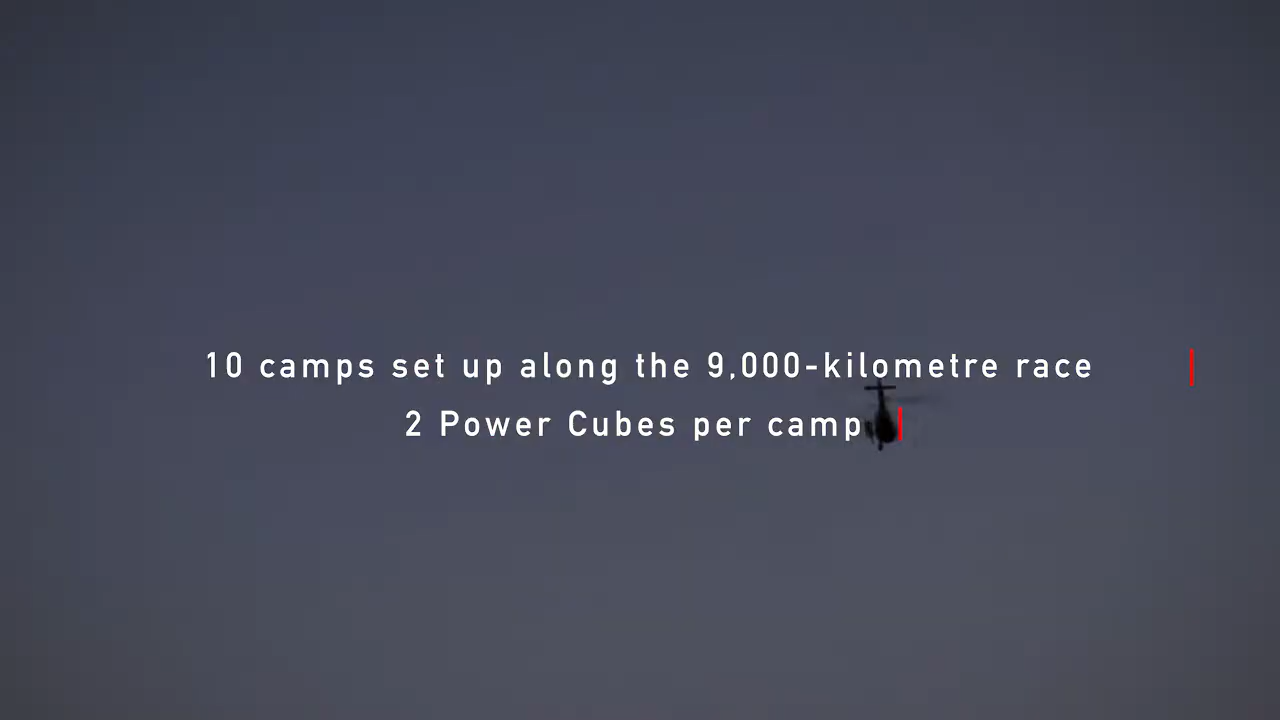 10 camps set up along the 9,000-kilometre race
2 Power Cubes per camp